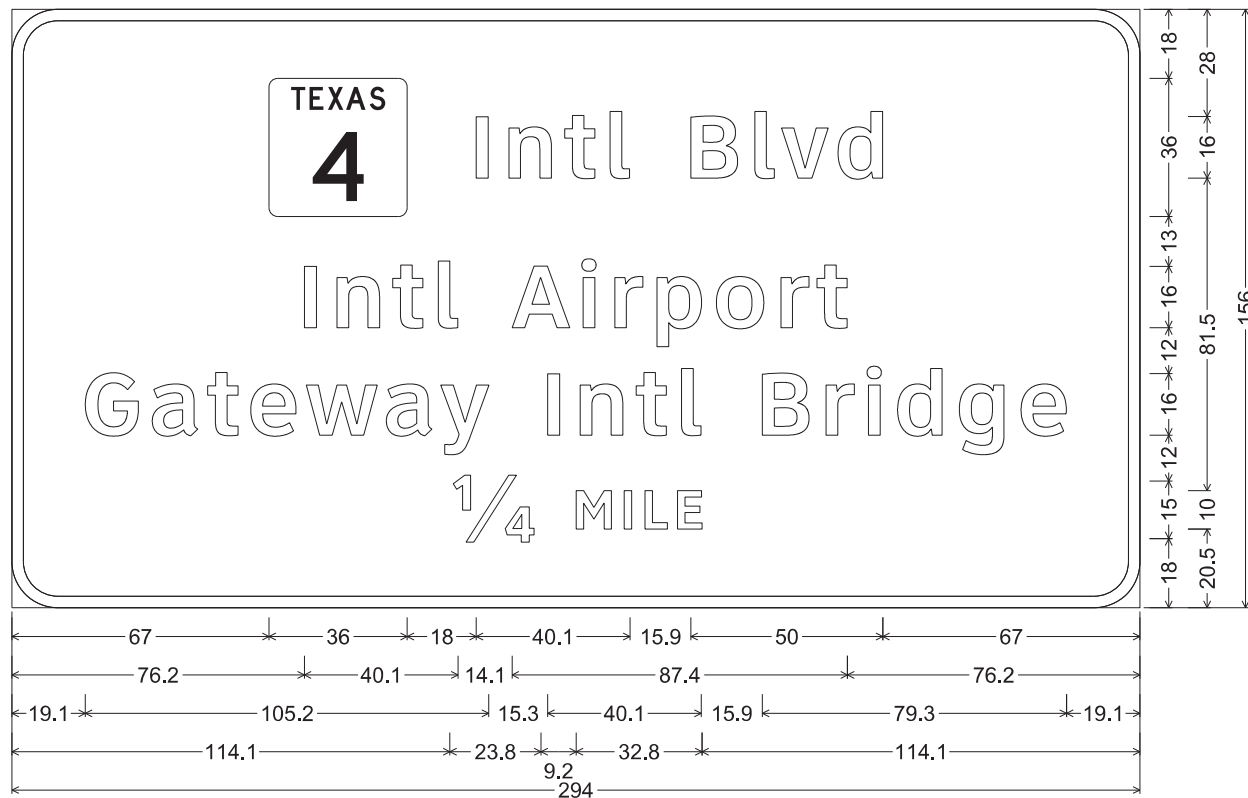 TEXAS
4 Intl Blvd
Intl Airport
Gateway Intl Bridge
1/4 MILE
18 36 13 16 12 16 12 15 18
28 16 81.5 10 20.5
156
67 36 18 40.1 15.9 50 67
76.2 40.1 14.1 87.4 76.2
19.1 105.2 15.3 40.1 15.9 79.3 19.1
114.1 23.8 9.2 32.8 114.1
294